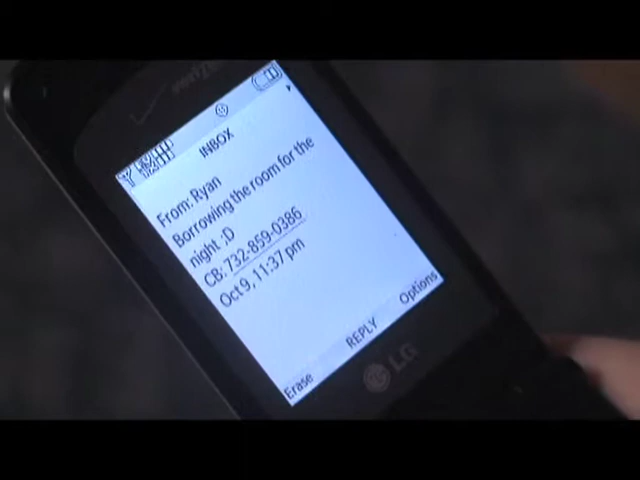 verizon
INBOX
From: Ryan
Borrowing the room for the
night ;D
CB: 732-859-0386
Oct 9, 11:37 pm
Erase REPLY Options
LG